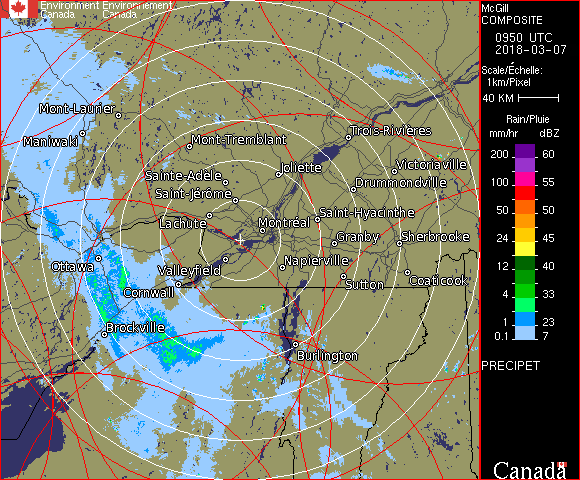 Environment Environnement
Canada Canada
McGill
COMPOSITE
0950 UTC
2018-03-07
Scale/Échelle:
1km/Pixel
40 KM
Rain/Pluie
mm/hr dBZ
200 60
150 55
100 55
50 50
24 45
12 40
4 33
1 23
0.1 7
PRECIPET
Canada
Mont-Laurier
Maniwaki
Mont-Tremblant
Trois-Rivières
Joliette
Victoriaville
Sainte-Adèle
Saint-Jérôme
Drummondville
Lachute
Montréal
Saint-Hyacinthe
Granby
Sherbrooke
Ottawa
Valleyfield
Napierville
Cornwall
Sutton
Coaticook
Brockville
Burlington